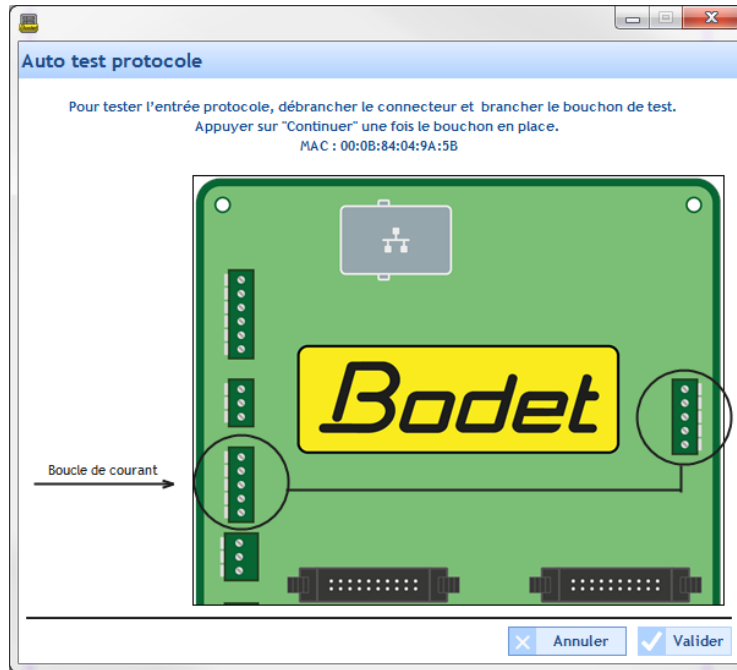 Bodet
Auto test protocole
Pour tester l'entrée protocole, débrancher le connecteur et brancher le bouchon de test.
Appuyer sur "Continuer" une fois le bouchon en place.
MAC : 00:0B:84:04:9A:5B
Bodet
Boucle de courant
Annuler
Valider